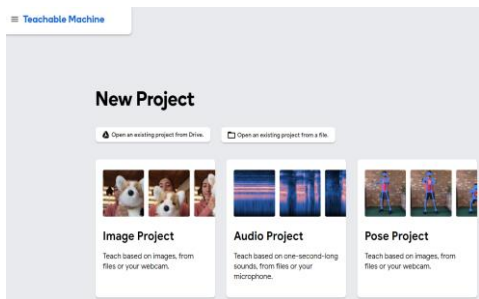 Teachable Machine
New Project
Open an existing project from Drive.
Open an existing project from a file.
Image Project
Teach based on images, from
files or your webcam.
Audio Project
Teach based on one-second-long
sounds, from files or your
microphone.
Pose Project
Teach based on images, from
files or your webcam.